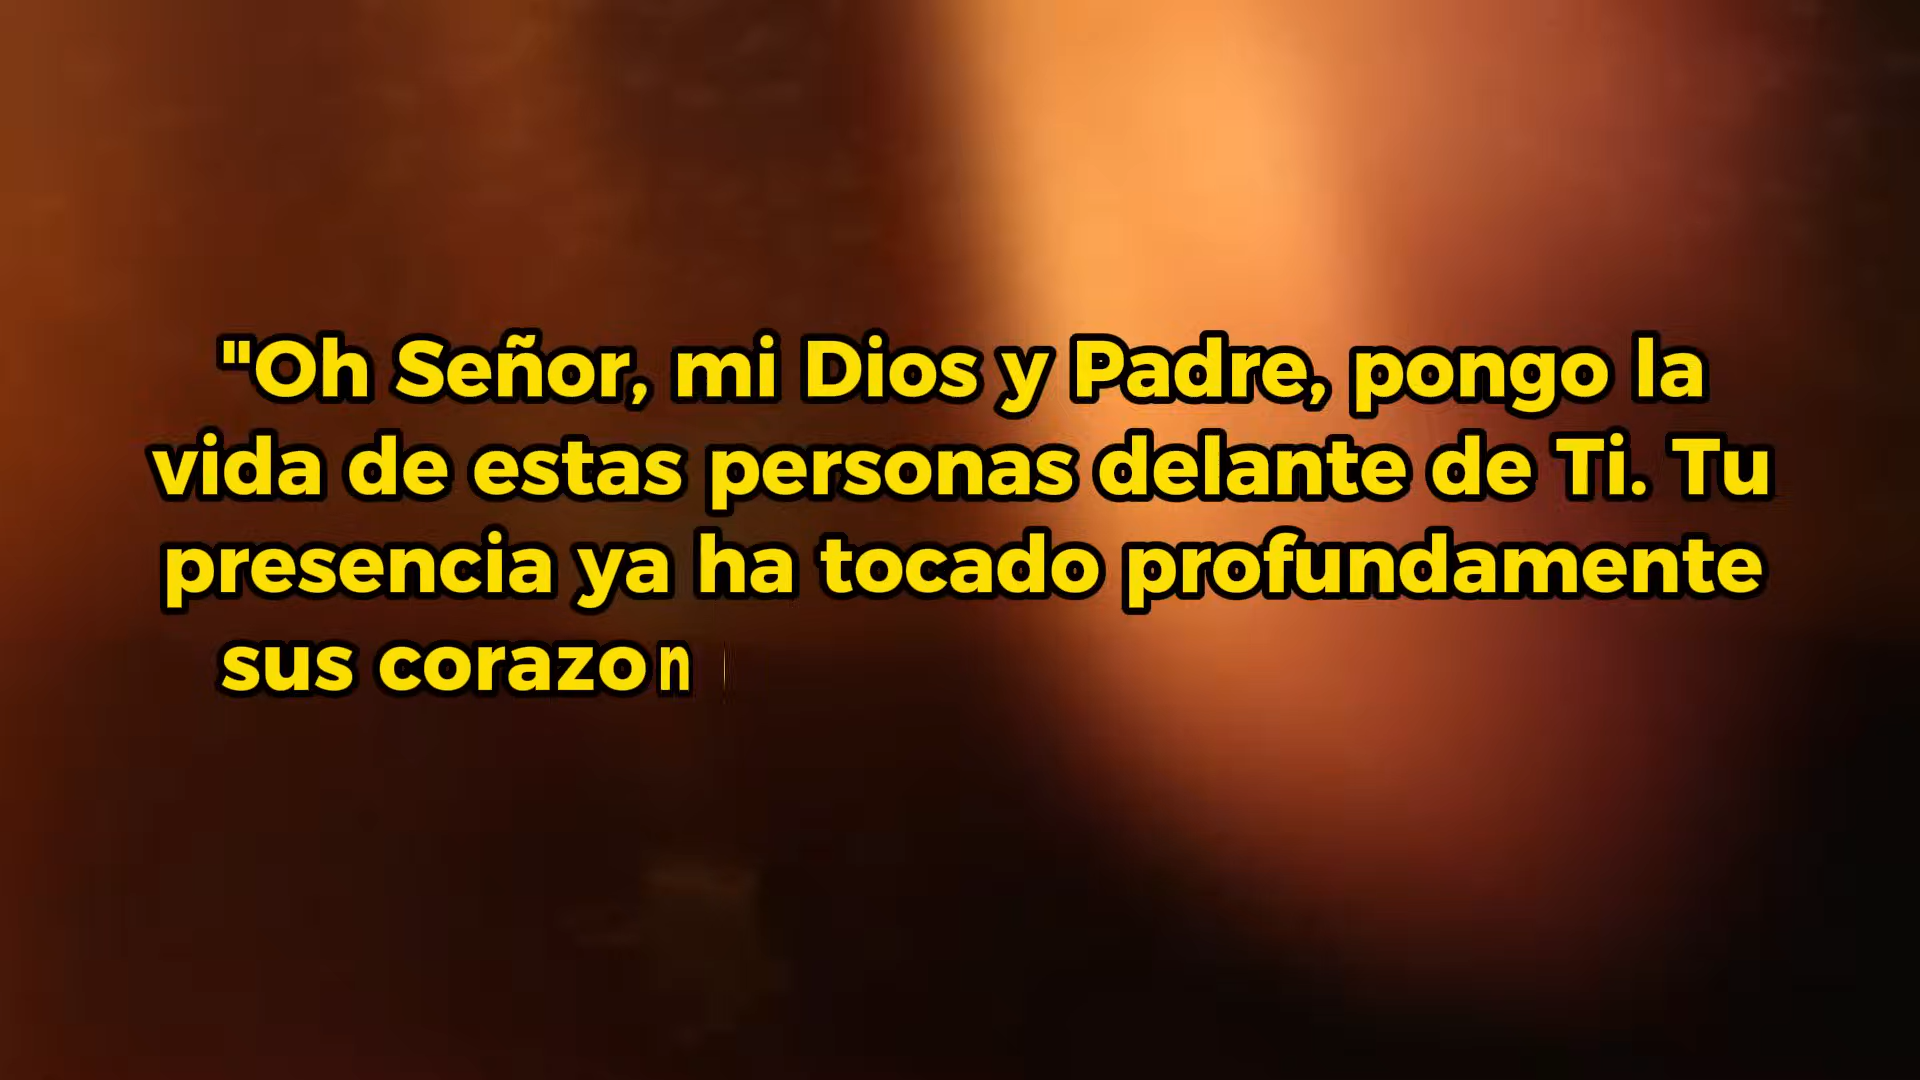 "Oh Señor, mi Dios y Padre, pongo la
vida de estas personas delante de Ti. Tu
presencia ya ha tocado profundamente
sus corazon